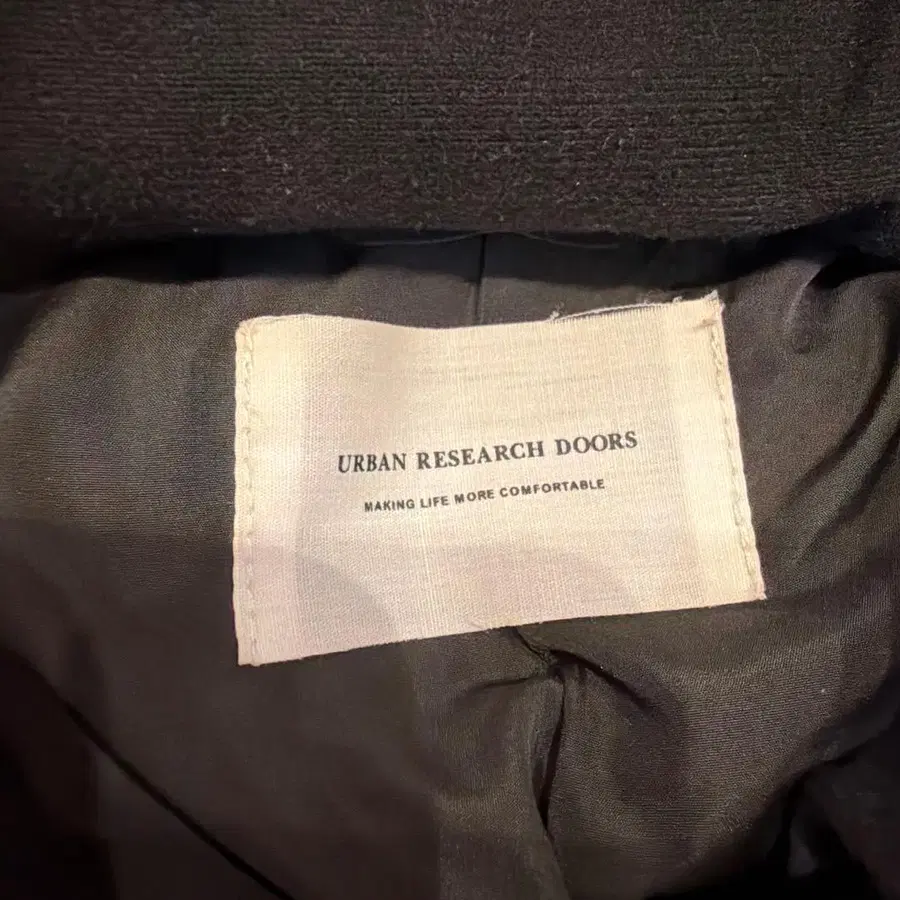 URBAN RESEARCH DOORS
MAKING LIFE MORE COMFORTABLE